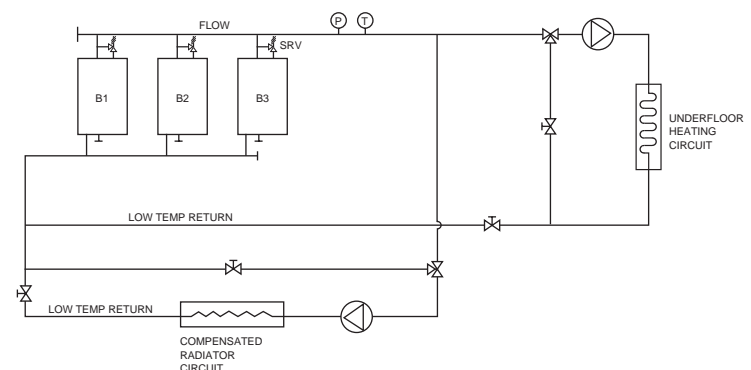 FLOW
P
T
SRV
B1
B2
B3
UNDERFLOOR
HEATING
CIRCUIT
LOW TEMP RETURN
LOW TEMP RETURN
COMPENSATED
RADIATOR
CIRCUIT